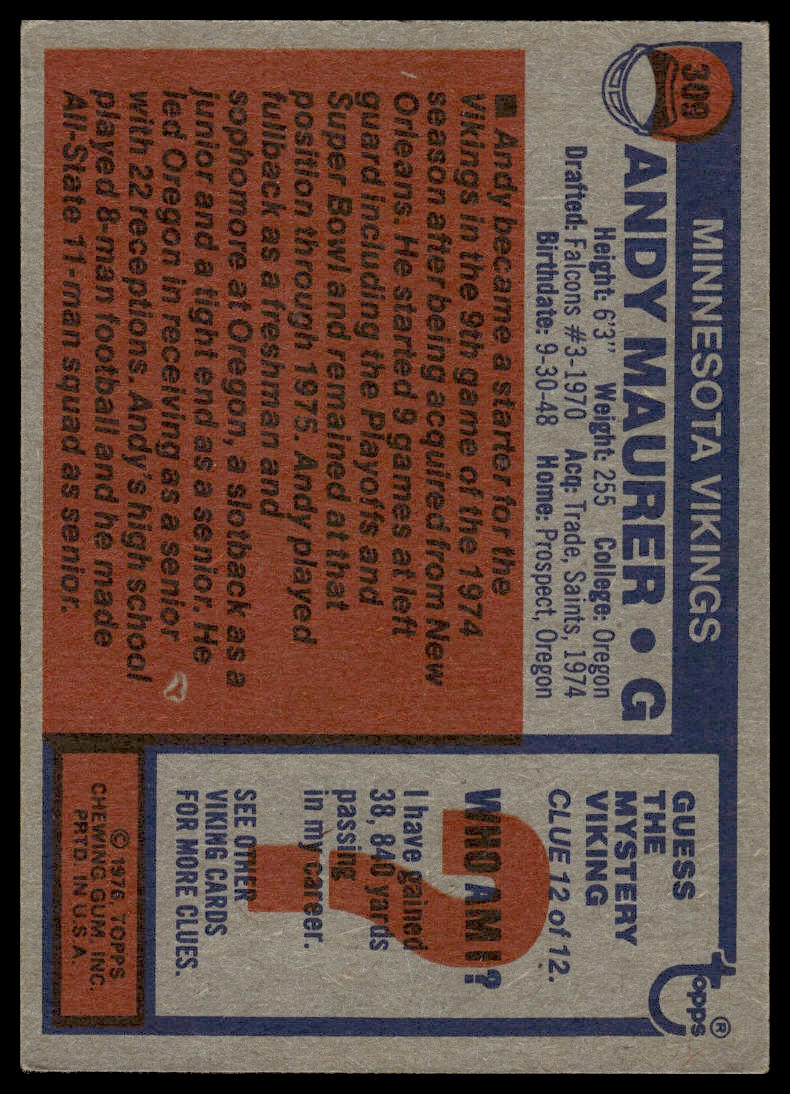 309
MINNESOTA VIKINGS
ANDY MAURER • G
Height: 6'3" Weight: 255 College: Oregon
Drafted: Falcons #3-1970 Acq: Trade, Saints, 1974
Birthdate: 9-30-48 Home: Prospect, Oregon
■ Andy became a starter for the
Vikings in the 9th game of the 1974
season after being acquired from New
Orleans. He started 9 games at left
guard including the Playoffs and
Super Bowl and remained at that
position through 1975. Andy played
fullback as a freshman and
sophomore at Oregon, a slotback as a
junior and a tight end as a senior. He
led Oregon in receiving as a senior
with 22 receptions. Andy's high school
played 8-man football and he made
All-State 11-man squad as senior.
topps®
GUESS
THE
MYSTERY
VIKING
CLUE 12 of 12.
WHO AM I?
?
I have gained
38, 840 yards
passing
in my career.
SEE OTHER
VIKING CARDS
FOR MORE CLUES.
© 1976 TOPPS
CHEWING GUM, INC.
PRTD. IN U.S.A.